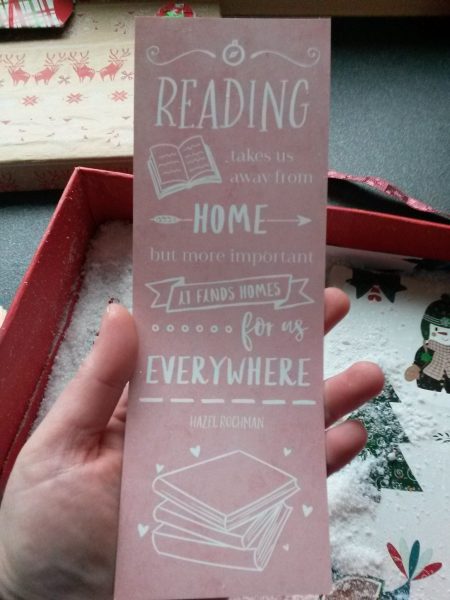 READING
takes us
away from
HOME
but more important
IT FINDS HOMES
for us
EVERYWHERE
HAZEL ROCHMAN